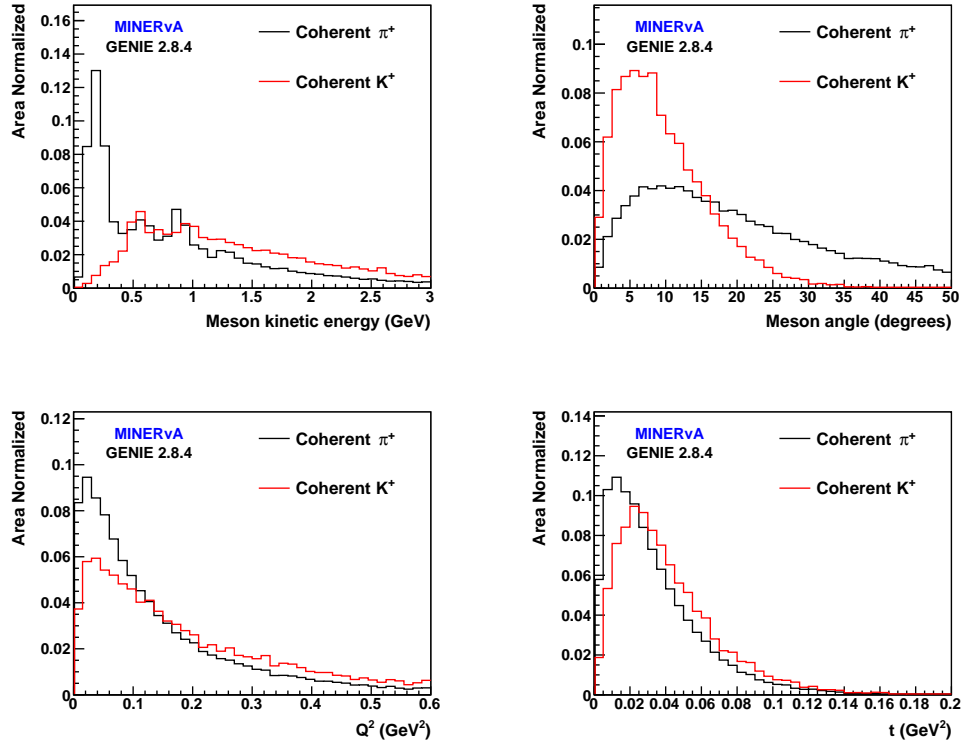 Area Normalized
0.16
0.14
0.12
0.1
0.08
0.06
0.04
0.02
0
MINERvA
GENIE 2.8.4
Coherent π⁺
Coherent K⁺
0 0.5 1 1.5 2 2.5 3
Meson kinetic energy (GeV)
Area Normalized
0.1
0.08
0.06
0.04
0.02
0
MINERvA
GENIE 2.8.4
Coherent π⁺
Coherent K⁺
0 5 10 15 20 25 30 35 40 45 50
Meson angle (degrees)
Area Normalized
0.12
0.1
0.08
0.06
0.04
0.02
0
MINERvA
GENIE 2.8.4
Coherent π⁺
Coherent K⁺
0 0.1 0.2 0.3 0.4 0.5 0.6
Q² (GeV²)
Area Normalized
0.14
0.12
0.1
0.08
0.06
0.04
0.02
0
MINERvA
GENIE 2.8.4
Coherent π⁺
Coherent K⁺
0 0.02 0.04 0.06 0.08 0.1 0.12 0.14 0.16 0.18 0.2
t (GeV²)